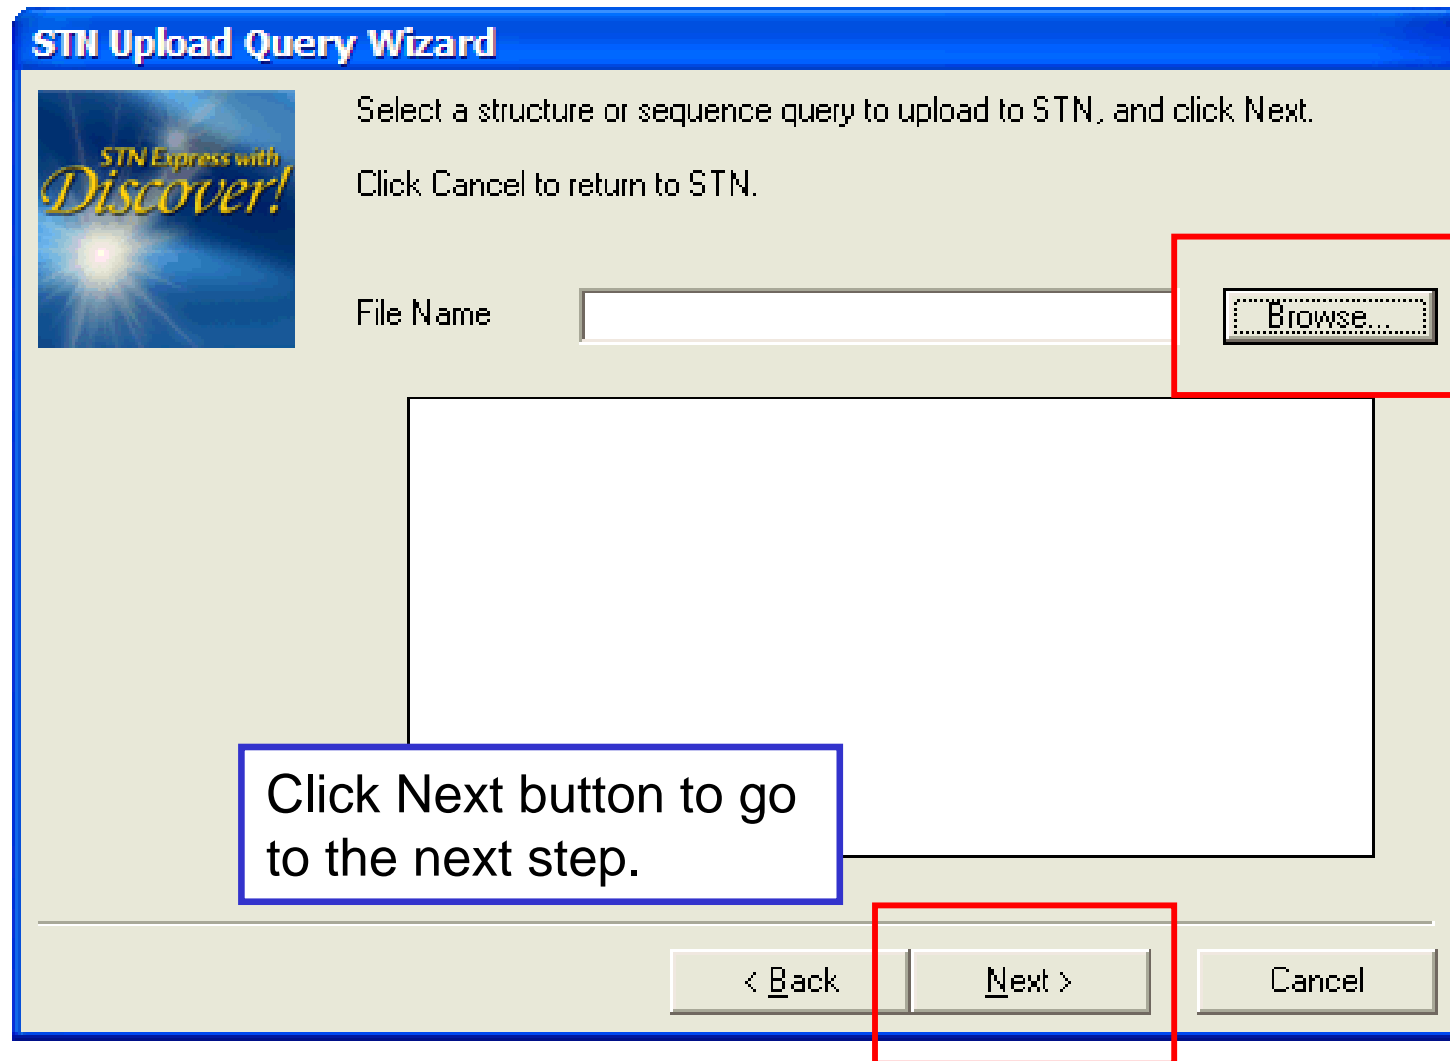 STN Upload Query Wizard
STN Express with
Discover!
Select a structure or sequence query to upload to STN, and click Next.
Click Cancel to return to STN.
File Name
Browse...
Click Next button to go
to the next step.
< Back
Next >
Cancel